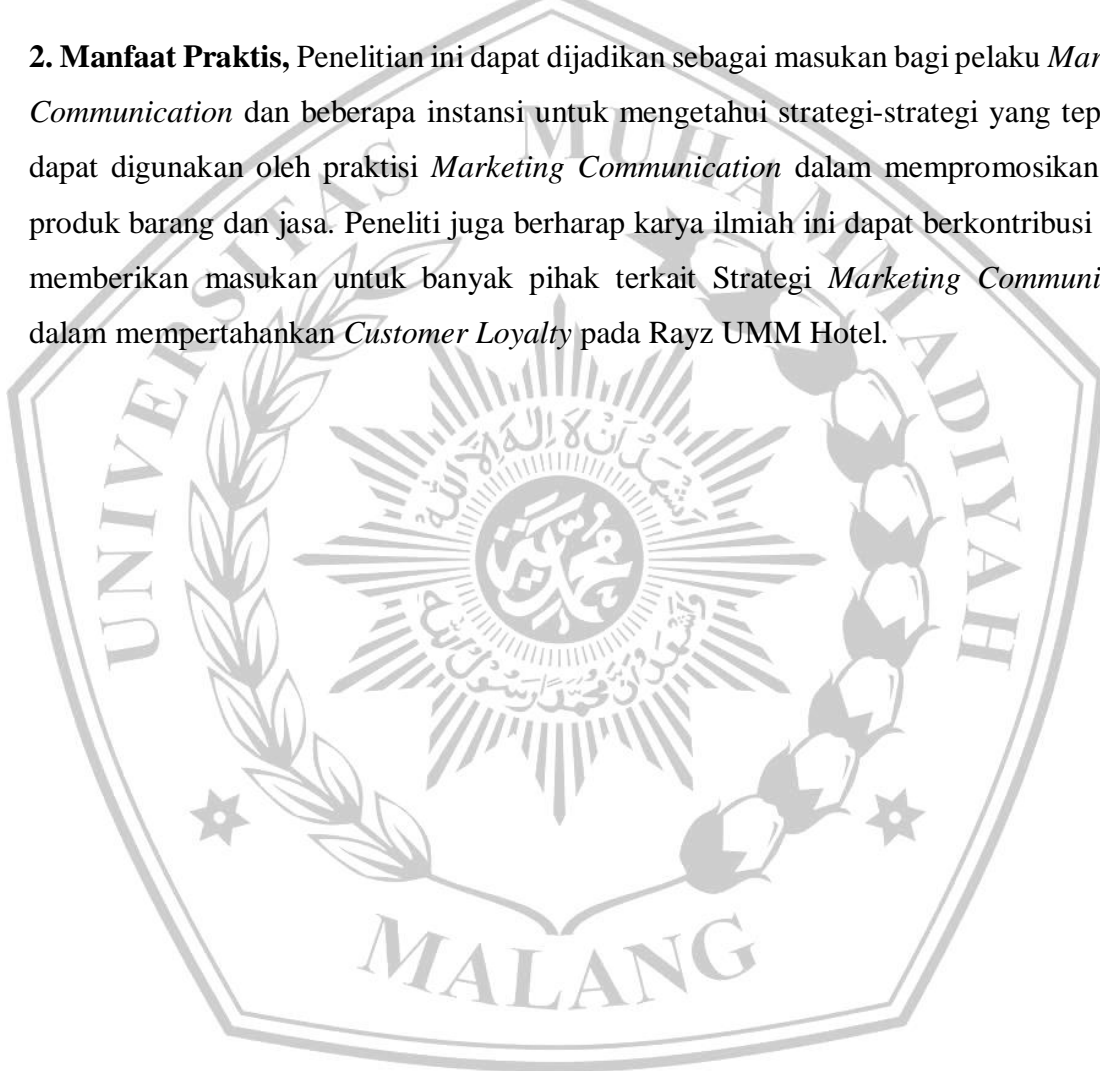 2. Manfaat Praktis, Penelitian ini dapat dijadikan sebagai masukan bagi pelaku Mar
Communication dan beberapa instansi untuk mengetahui strategi-strategi yang tep
dapat digunakan oleh praktisi Marketing Communication dalam mempromosikan
produk barang dan jasa. Peneliti juga berharap karya ilmiah ini dapat berkontribusi
memberikan masukan untuk banyak pihak terkait Strategi Marketing Communi
dalam mempertahankan Customer Loyalty pada Rayz UMM Hotel.
UNIVERSITAS MUHAMMADIYAH
MALANG